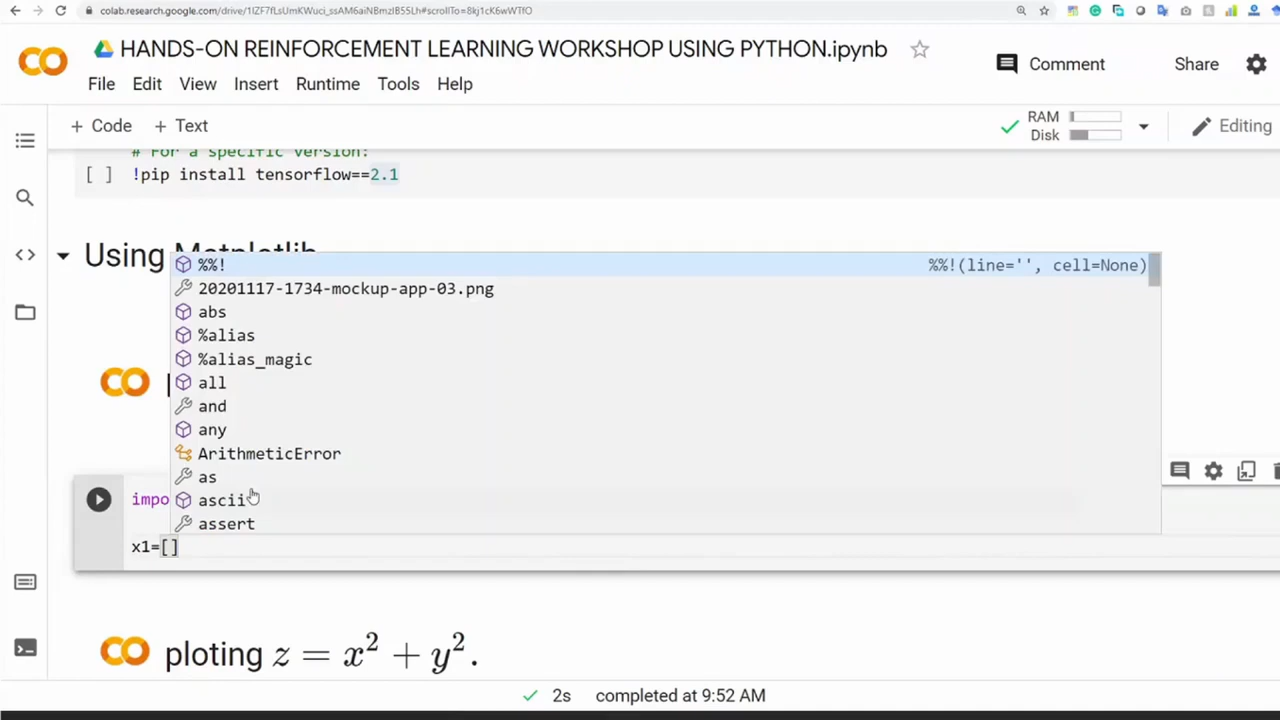 colab.research.google.com/drive/1IZF7fLsUmKWuci_ssAM6aiNBmzIB55Lh#scrollTo=8kj1cK6wWTfO
HANDS-ON REINFORCEMENT LEARNING WORKSHOP USING PYTHON.ipynb
Comment
Share
File Edit View Insert Runtime Tools Help
+ Code + Text
RAM
Disk
Editing
# For a specific version:
[ ] !pip install tensorflow==2.1
Using Matplatlib
%%! %%!(line='', cell=None)
20201117-1734-mockup-app-03.png
abs
%alias
%alias_magic
all
and
any
ArithmeticError
as
ascii
assert
impo
x1=[]
ploting z = x² + y².
2s completed at 9:52 AM